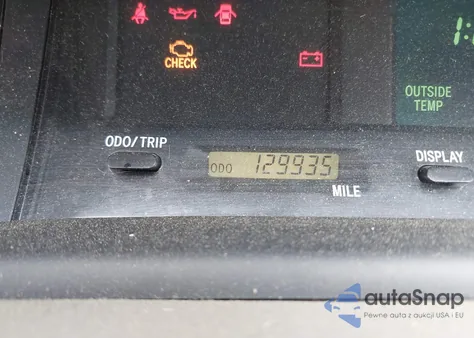 CHECK
OUTSIDE
TEMP
ODO/TRIP
ODO 129935
DISPLAY
MILE
autoSnap
Pewne auta z aukcji USA i EU